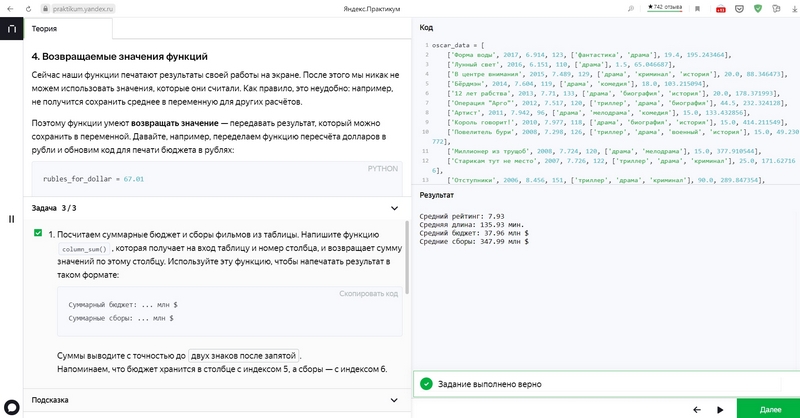 praktikum.yandex.ru
Яндекс.Практикум
742 отзыва
Теория
4. Возвращаемые значения функций
Сейчас наши функции печатают результаты своей работы на экране. После этого мы никак не
можем использовать значения, которые они считали. Как правило, это неудобно: например,
не получится сохранить среднее в переменную для других расчётов.
Поэтому функции умеют возвращать значение — передавать результат, который можно
сохранить в переменной. Давайте, например, переделаем функцию пересчёта долларов в
рубли и обновим код для печати бюджета в рублях:
PYTHON
rubles_for_dollar = 67.01
Задача 3 / 3
1. Посчитаем суммарные бюджет и сборы фильмов из таблицы. Напишите функцию
column_sum() , которая получает на вход таблицу и номер столбца, и возвращает сумму
значений по этому столбцу. Используйте эту функцию, чтобы напечатать результат в
таком формате:
Скопировать код
Суммарный бюджет: ... млн $
Суммарные сборы: ... млн $
Суммы выводите с точностью до двух знаков после запятой .
Напоминаем, что бюджет хранится в столбце с индексом 5, а сборы — с индексом 6.
Подсказка
Код
1 oscar_data = [
2 ['Форма воды', 2017, 6.914, 123, ['фантастика', 'драма'], 19.4, 195.243464],
3 ['Лунный свет', 2016, 6.151, 110, ['драма'], 1.5, 65.046687],
4 ['В центре внимания', 2015, 7.489, 129, ['драма', 'криминал', 'история'], 20.0, 88.346473],
5 ['Бёрдмэн', 2014, 7.604, 119, ['драма', 'комедия'], 18.0, 103.215094],
6 ['12 лет рабства', 2013, 7.71, 133, ['драма', 'биография', 'история'], 20.0, 178.371993],
7 ['Операция "Арго"', 2012, 7.517, 120, ['триллер', 'драма', 'биография'], 44.5, 232.324128],
8 ['Артист', 2011, 7.942, 96, ['драма', 'мелодрама', 'комедия'], 15.0, 133.432856],
9 ['Король говорит!', 2010, 7.977, 118, ['драма', 'биография', 'история'], 15.0, 414.211549],
10 ['Повелитель бури', 2008, 7.298, 126, ['триллер', 'драма', 'военный', 'история'], 15.0, 49.230
772],
11 ['Миллионер из трущоб', 2008, 7.724, 120, ['драма', 'мелодрама'], 15.0, 377.910544],
12 ['Старикам тут не место', 2007, 7.726, 122, ['триллер', 'драма', 'криминал'], 25.0, 171.62716
6],
13 ['Отступники', 2006, 8.456, 151, ['триллер', 'драма', 'криминал'], 90.0, 289.847354],
Результат
Средний рейтинг: 7.93
Средняя длина: 135.93 мин.
Средний бюджет: 37.96 млн $
Средние сборы: 347.99 млн $
Задание выполнено верно
Далее